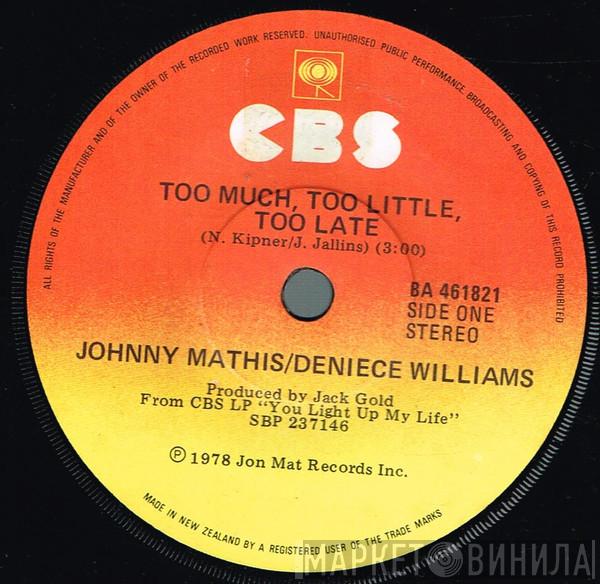 ALL RIGHTS OF THE MANUFACTURER AND OF THE OWNER OF THE RECORDED WORK RESERVED. UNAUTHORISED PUBLIC PERFORMANCE, BROADCASTING AND COPYING OF THIS RECORD PROHIBITED
CBS
TOO MUCH, TOO LITTLE,
TOO LATE
(N. Kipner/J. Jallins) (3:00)
BA 461821
SIDE ONE
STEREO
JOHNNY MATHIS/DENIECE WILLIAMS
Produced by Jack Gold
From CBS LP "You Light Up My Life"
SBP 237146
℗ 1978 Jon Mat Records Inc.
MADE IN NEW ZEALAND BY A REGISTERED USER OF THE TRADE MARKS
МАРКЕТ ВИНИЛА